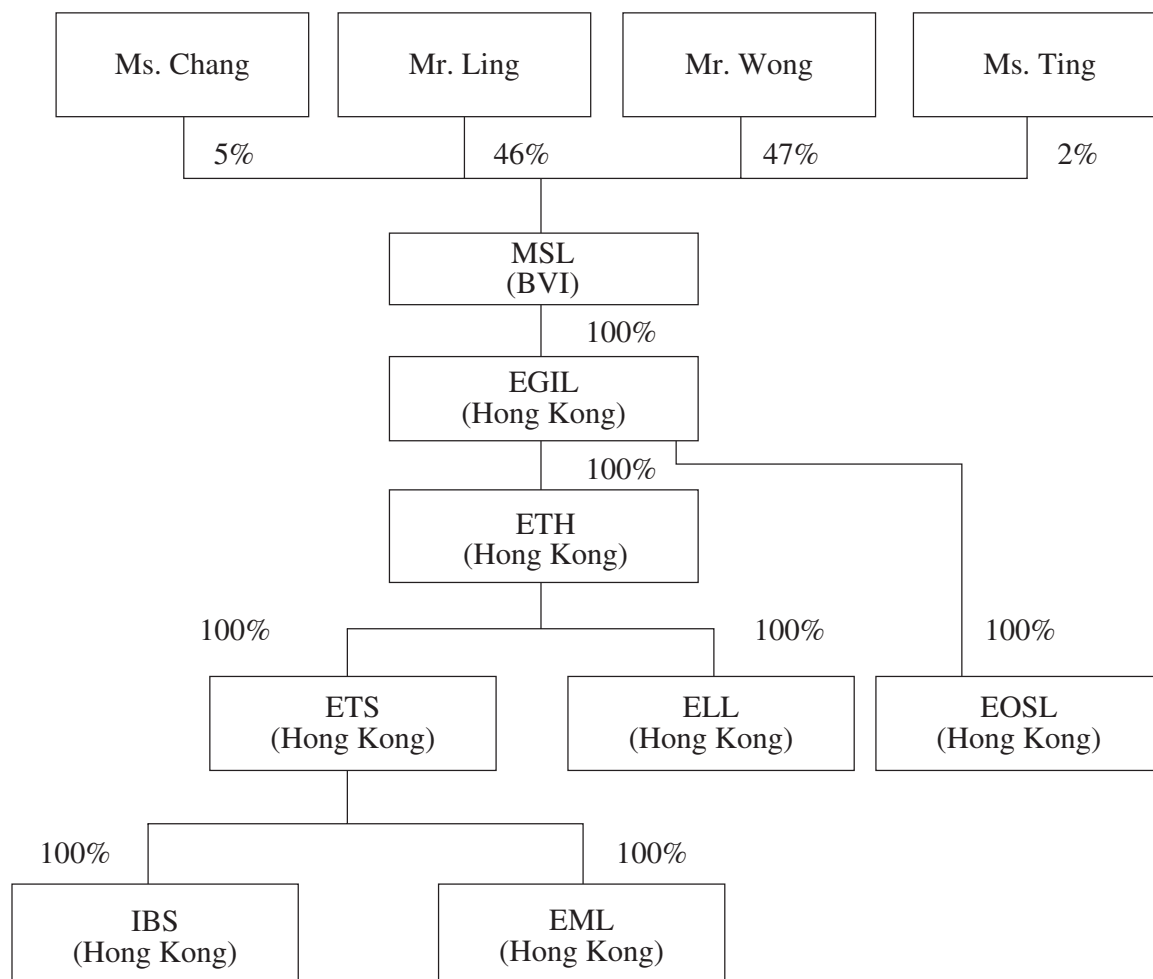 Ms. Chang
Mr. Ling
Mr. Wong
Ms. Ting
5%
46%
47%
2%
MSL
(BVI)
100%
EGIL
(Hong Kong)
100%
ETH
(Hong Kong)
100%
100%
100%
ETS
(Hong Kong)
ELL
(Hong Kong)
EOSL
(Hong Kong)
100%
100%
IBS
(Hong Kong)
EML
(Hong Kong)